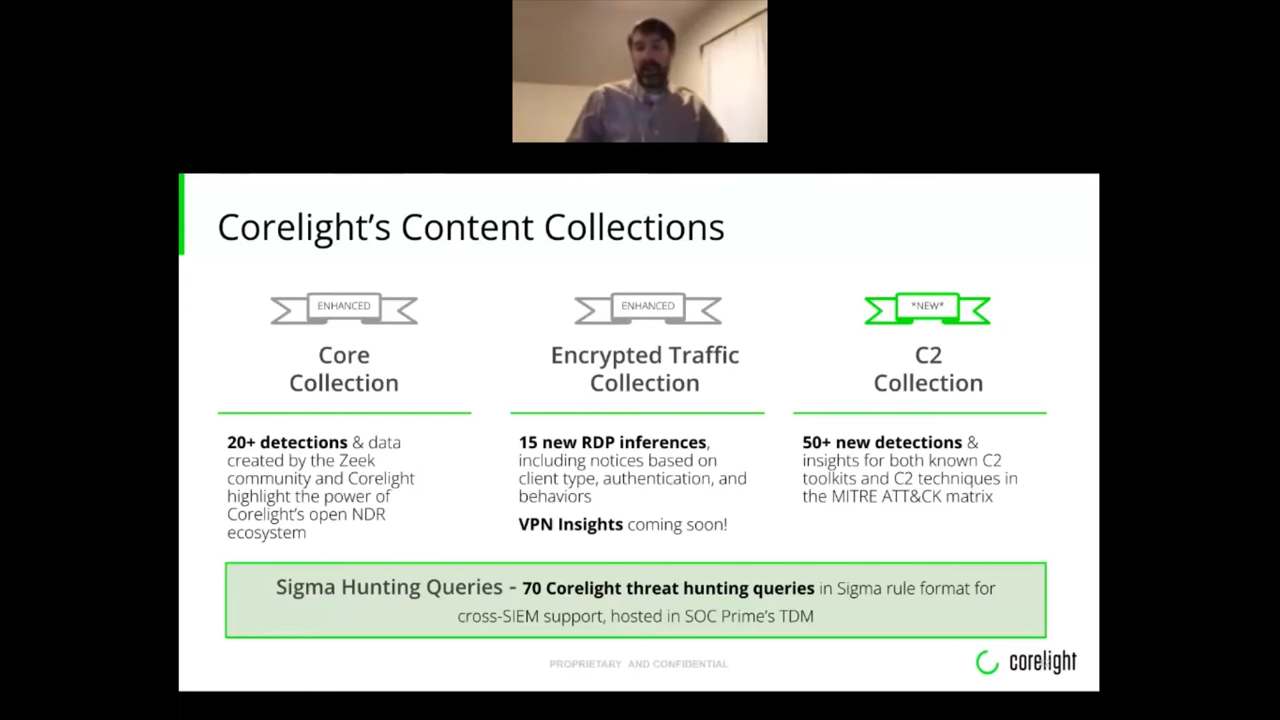 Corelight's Content Collections
ENHANCED
Core
Collection
20+ detections & data
created by the Zeek
community and Corelight
highlight the power of
Corelight's open NDR
ecosystem
ENHANCED
Encrypted Traffic
Collection
15 new RDP inferences,
including notices based on
client type, authentication, and
behaviors
VPN Insights coming soon!
*NEW*
C2
Collection
50+ new detections &
insights for both known C2
toolkits and C2 techniques in
the MITRE ATT&CK matrix
Sigma Hunting Queries - 70 Corelight threat hunting queries in Sigma rule format for
cross-SIEM support, hosted in SOC Prime's TDM
PROPRIETARY AND CONFIDENTIAL
corelight